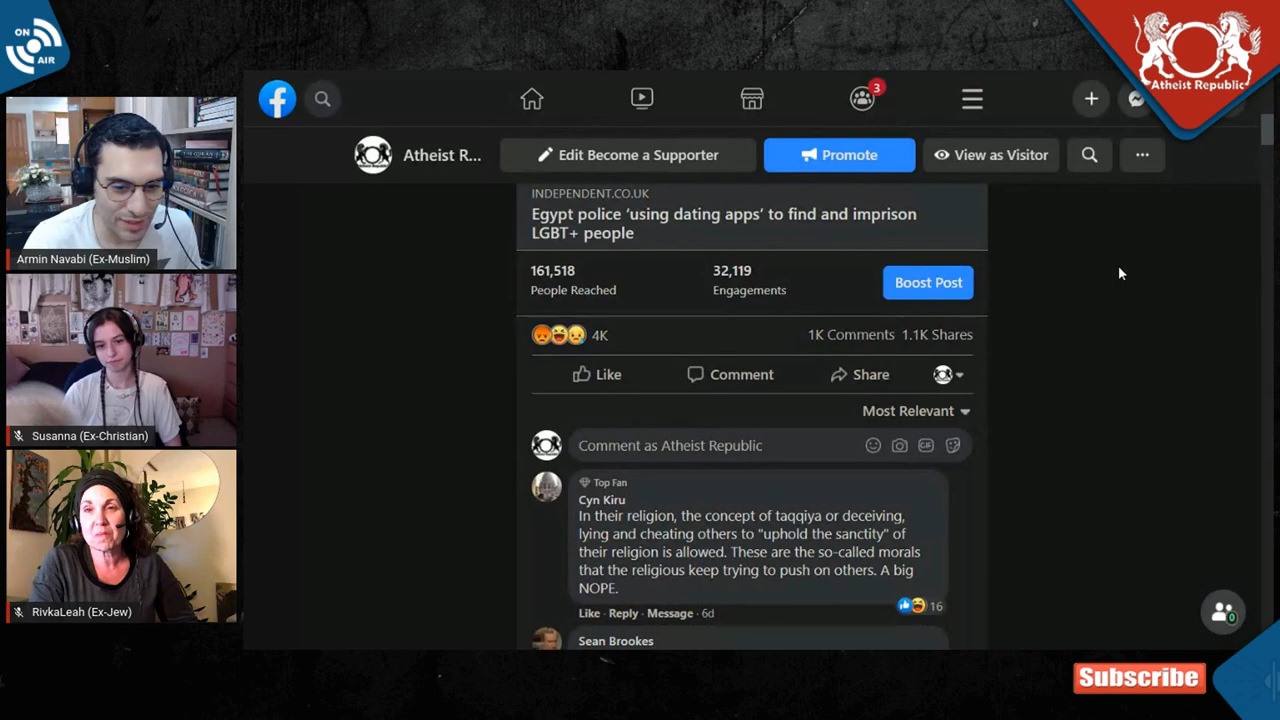 ON
AIR
Atheist Republic
3
Atheist R...
Edit Become a Supporter
Promote
View as Visitor
INDEPENDENT.CO.UK
Egypt police ‘using dating apps’ to find and imprison
LGBT+ people
161,518
32,119
People Reached
Engagements
Boost Post
4K
1K Comments 1.1K Shares
Like
Comment
Share
Most Relevant
Comment as Atheist Republic
GIF
Top Fan
Cyn Kiru
In their religion, the concept of taqqiya or deceiving,
lying and cheating others to "uphold the sanctity" of
their religion is allowed. These are the so-called morals
that the religious keep trying to push on others. A big
NOPE.
16
Like · Reply · Message · 6d
Sean Brookes
0
Armin Navabi (Ex-Muslim)
Susanna (Ex-Christian)
RivkaLeah (Ex-Jew)
Subscribe